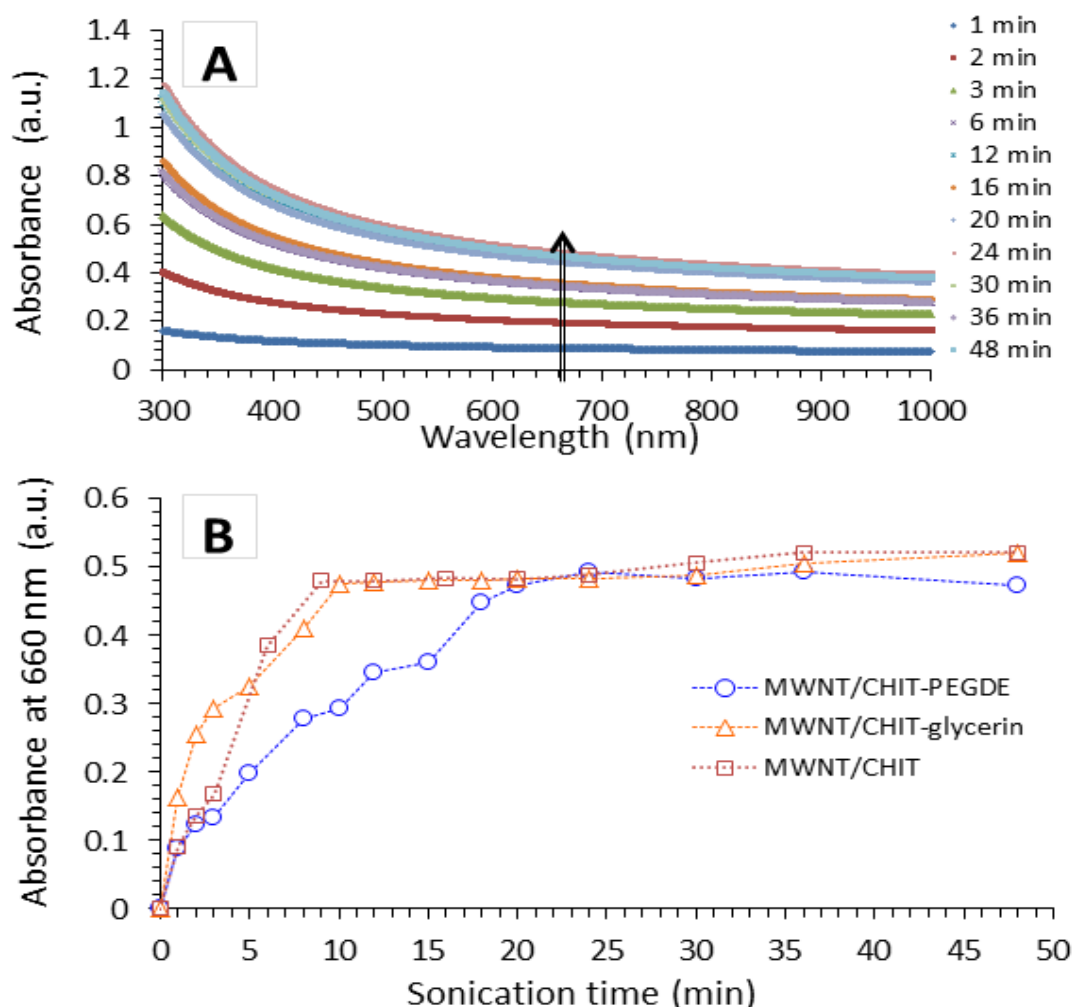 A
Absorbance (a.u.)
1.4
1.2
1
0.8
0.6
0.4
0.2
0
300 400 500 600 700 800 900 1000
Wavelength (nm)
1 min
2 min
3 min
6 min
12 min
16 min
20 min
24 min
30 min
36 min
48 min
B
Absorbance at 660 nm (a.u.)
0.6
0.5
0.4
0.3
0.2
0.1
0
MWNT/CHIT-PEGDE
MWNT/CHIT-glycerin
MWNT/CHIT
0 5 10 15 20 25 30 35 40 45 50
Sonication time (min)